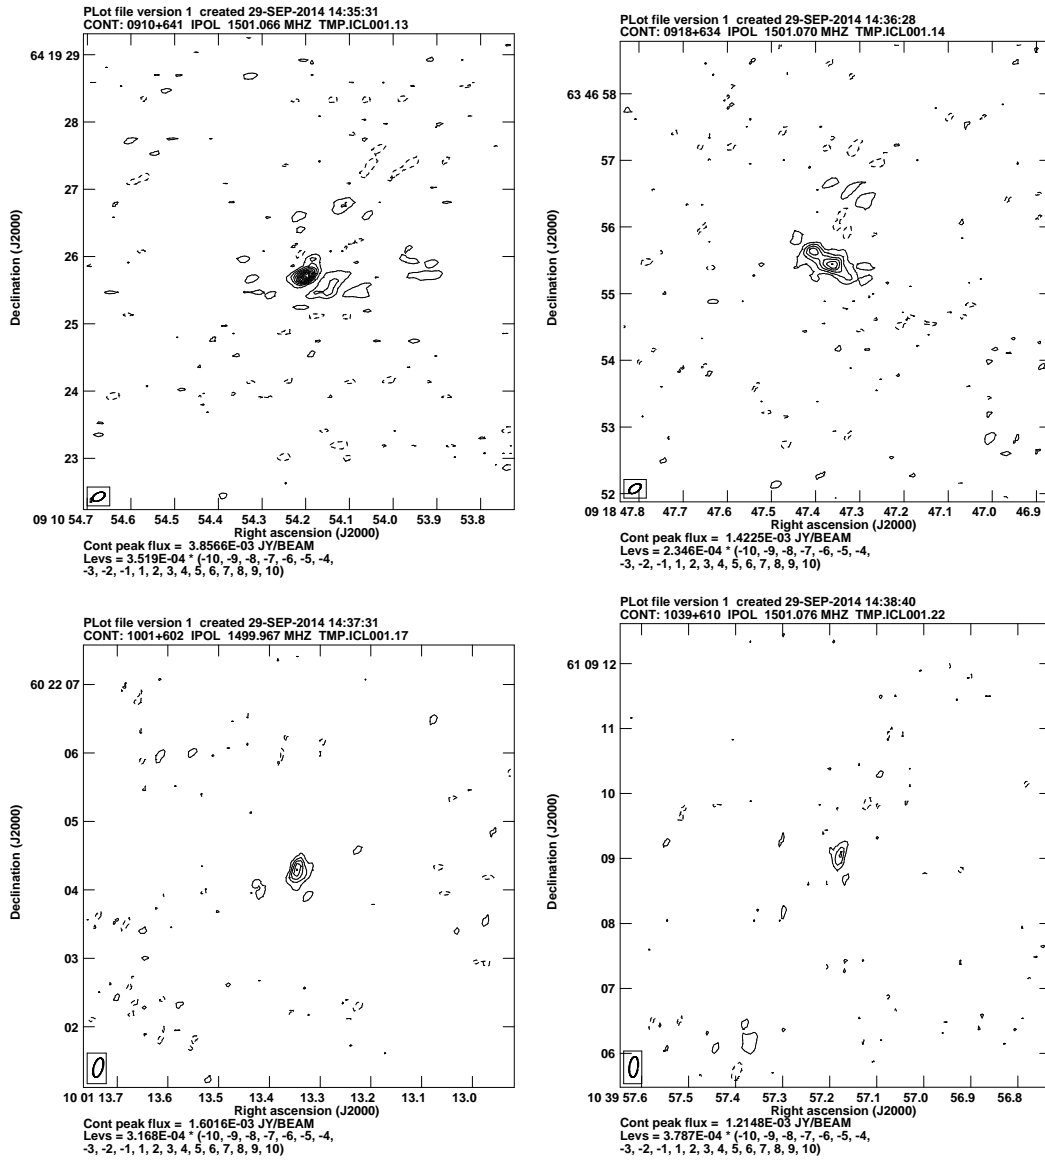 PLot file version 1 created 29-SEP-2014 14:35:31
CONT: 0910+641 IPOL 1501.066 MHZ TMP.ICL001.13
64 19 29
28
27
26
25
24
23
Declination (J2000)
09 10 54.7 54.6 54.5 54.4 54.3 54.2 54.1 54.0 53.9 53.8
Right ascension (J2000)
Cont peak flux = 3.8566E-03 JY/BEAM
Levs = 3.519E-04 * (-10, -9, -8, -7, -6, -5, -4,
-3, -2, -1, 1, 2, 3, 4, 5, 6, 7, 8, 9, 10)
PLot file version 1 created 29-SEP-2014 14:36:28
CONT: 0918+634 IPOL 1501.070 MHZ TMP.ICL001.14
63 46 58
57
56
55
54
53
52
Declination (J2000)
09 18 47.8 47.7 47.6 47.5 47.4 47.3 47.2 47.1 47.0 46.9
Right ascension (J2000)
Cont peak flux = 1.4225E-03 JY/BEAM
Levs = 2.346E-04 * (-10, -9, -8, -7, -6, -5, -4,
-3, -2, -1, 1, 2, 3, 4, 5, 6, 7, 8, 9, 10)
PLot file version 1 created 29-SEP-2014 14:37:31
CONT: 1001+602 IPOL 1499.967 MHZ TMP.ICL001.17
60 22 07
06
05
04
03
02
Declination (J2000)
10 01 13.7 13.6 13.5 13.4 13.3 13.2 13.1 13.0
Right ascension (J2000)
Cont peak flux = 1.6016E-03 JY/BEAM
Levs = 3.168E-04 * (-10, -9, -8, -7, -6, -5, -4,
-3, -2, -1, 1, 2, 3, 4, 5, 6, 7, 8, 9, 10)
PLot file version 1 created 29-SEP-2014 14:38:40
CONT: 1039+610 IPOL 1501.076 MHZ TMP.ICL001.22
61 09 12
11
10
09
08
07
06
Declination (J2000)
10 39 57.6 57.5 57.4 57.3 57.2 57.1 57.0 56.9 56.8
Right ascension (J2000)
Cont peak flux = 1.2148E-03 JY/BEAM
Levs = 3.787E-04 * (-10, -9, -8, -7, -6, -5, -4,
-3, -2, -1, 1, 2, 3, 4, 5, 6, 7, 8, 9, 10)